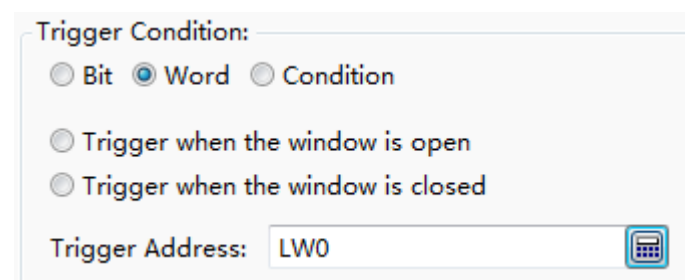 Trigger Condition:
Bit Word Condition
Trigger when the window is open
Trigger when the window is closed
Trigger Address: LW0